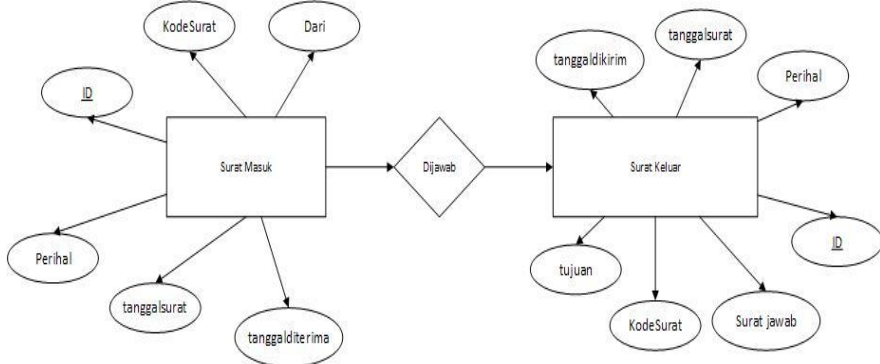 KodeSurat
Dari
ID
Surat Masuk
Perihal
tanggalsurat
tanggalditerima
Dijawab
tanggaldikirim
tanggalsurat
Perihal
Surat Keluar
ID
tujuan
KodeSurat
Surat jawab